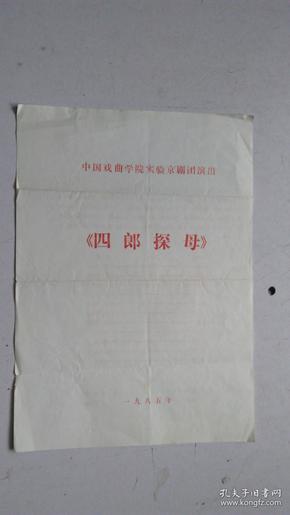 中国戏曲学院实验京剧团演出
《四郎探母》
一九八五年
孔夫子旧书网